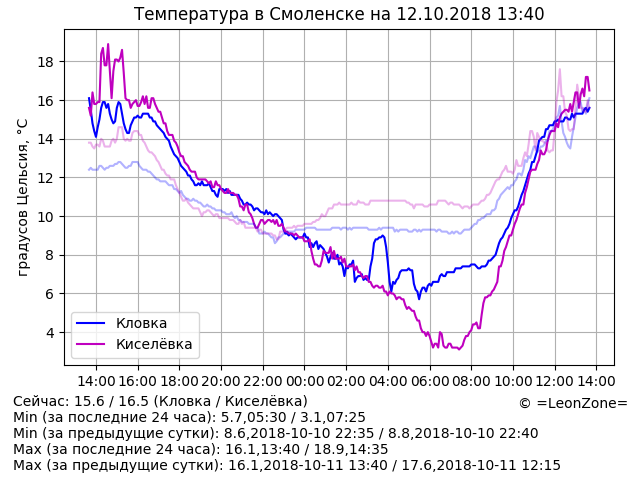 Температура в Смоленске на 12.10.2018 13:40
градусов Цельсия, °C
18
16
14
12
10
8
6
4
Кловка
Киселёвка
14:00 16:00 18:00 20:00 22:00 00:00 02:00 04:00 06:00 08:00 10:00 12:00 14:00
Сейчас: 15.6 / 16.5 (Кловка / Киселёвка)
© =LeonZone=
Min (за последние 24 часа): 5.7,05:30 / 3.1,07:25
Min (за предыдущие сутки): 8.6,2018-10-10 22:35 / 8.8,2018-10-10 22:40
Max (за последние 24 часа): 16.1,13:40 / 18.9,14:35
Max (за предыдущие сутки): 16.1,2018-10-11 13:40 / 17.6,2018-10-11 12:15